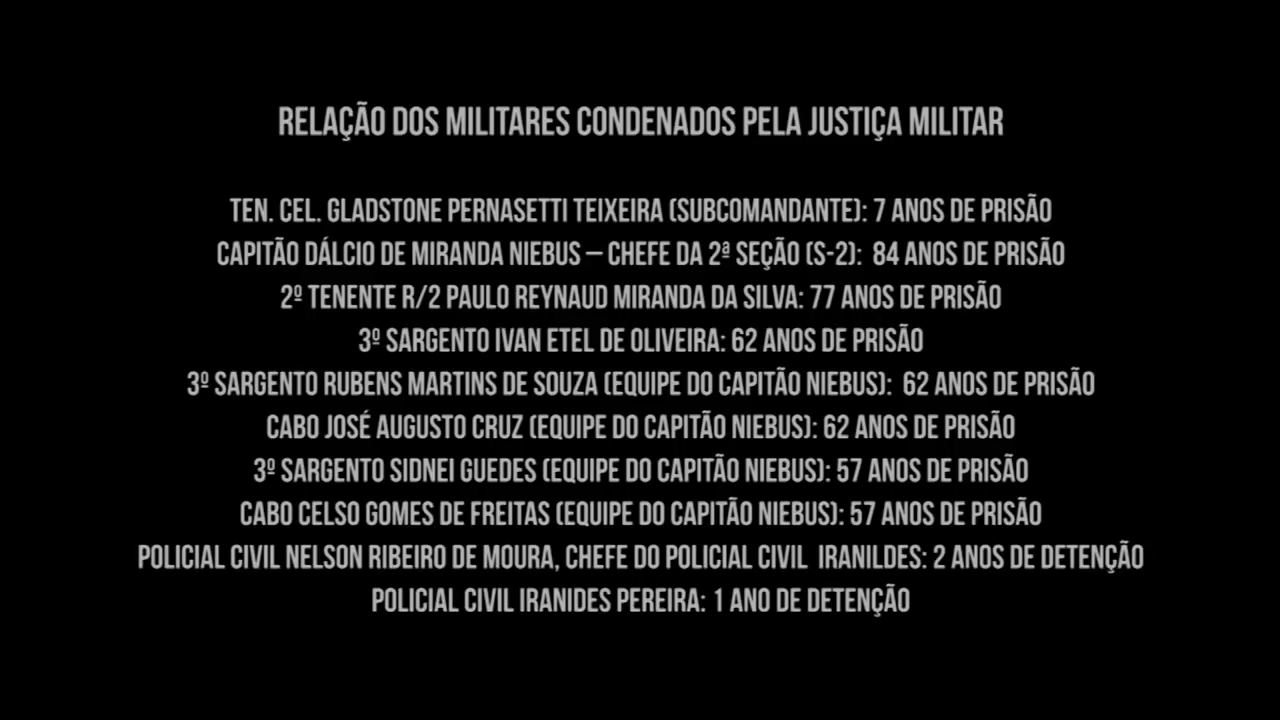 RELAÇÃO DOS MILITARES CONDENADOS PELA JUSTIÇA MILITAR
TEN. CEL. GLADSTONE PERNASETTI TEIXEIRA (SUBCOMANDANTE): 7 ANOS DE PRISÃO
CAPITÃO DÁLCIO DE MIRANDA NIEBUS – CHEFE DA 2ª SEÇÃO (S-2): 84 ANOS DE PRISÃO
2º TENENTE R/2 PAULO REYNAUD MIRANDA DA SILVA: 77 ANOS DE PRISÃO
3º SARGENTO IVAN ETEL DE OLIVEIRA: 62 ANOS DE PRISÃO
3º SARGENTO RUBENS MARTINS DE SOUZA (EQUIPE DO CAPITÃO NIEBUS): 62 ANOS DE PRISÃO
CABO JOSÉ AUGUSTO CRUZ (EQUIPE DO CAPITÃO NIEBUS): 62 ANOS DE PRISÃO
3º SARGENTO SIDNEI GUEDES (EQUIPE DO CAPITÃO NIEBUS): 57 ANOS DE PRISÃO
CABO CELSO GOMES DE FREITAS (EQUIPE DO CAPITÃO NIEBUS): 57 ANOS DE PRISÃO
POLICIAL CIVIL NELSON RIBEIRO DE MOURA, CHEFE DO POLICIAL CIVIL IRANILDES: 2 ANOS DE DETENÇÃO
POLICIAL CIVIL IRANIDES PEREIRA: 1 ANO DE DETENÇÃO